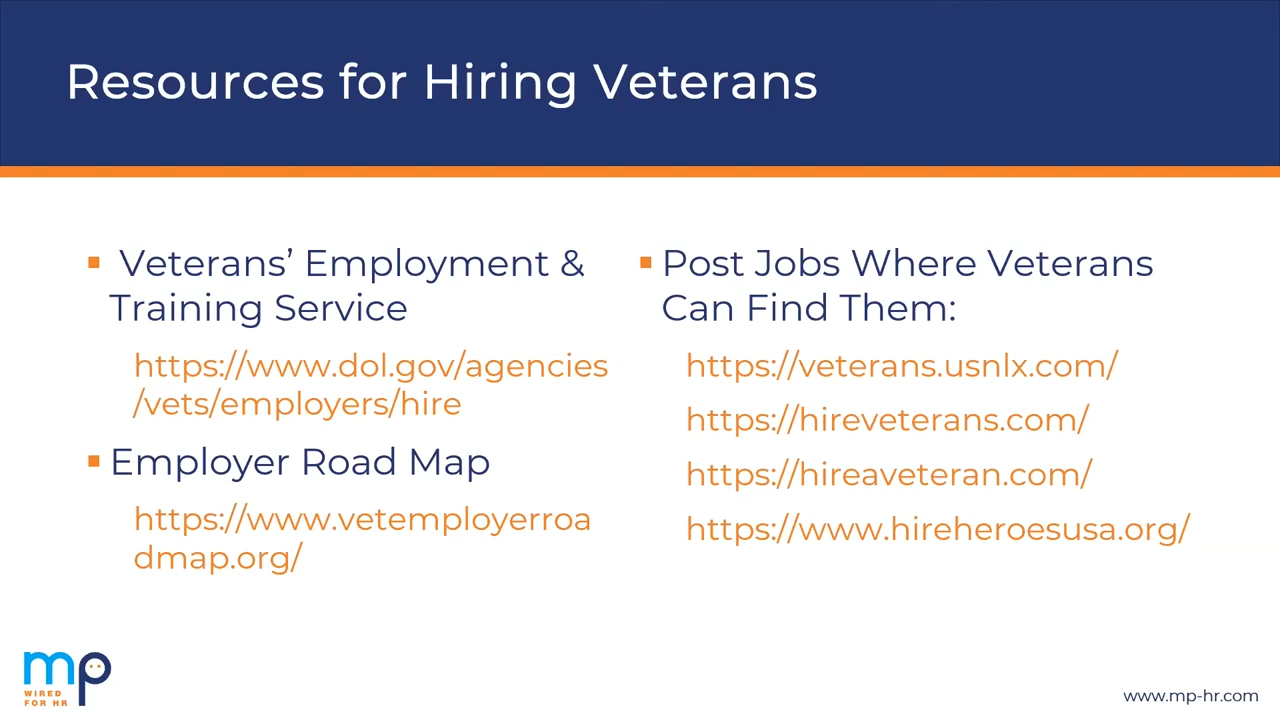 Resources for Hiring Veterans
▪ Veterans’ Employment &
Training Service
https://www.dol.gov/agencies
/vets/employers/hire
▪ Employer Road Map
https://www.vetemployerroa
dmap.org/
▪ Post Jobs Where Veterans
Can Find Them:
https://veterans.usnlx.com/
https://hireveterans.com/
https://hireaveteran.com/
https://www.hireheroesusa.org/
mp
WIRED
FOR HR
www.mp-hr.com